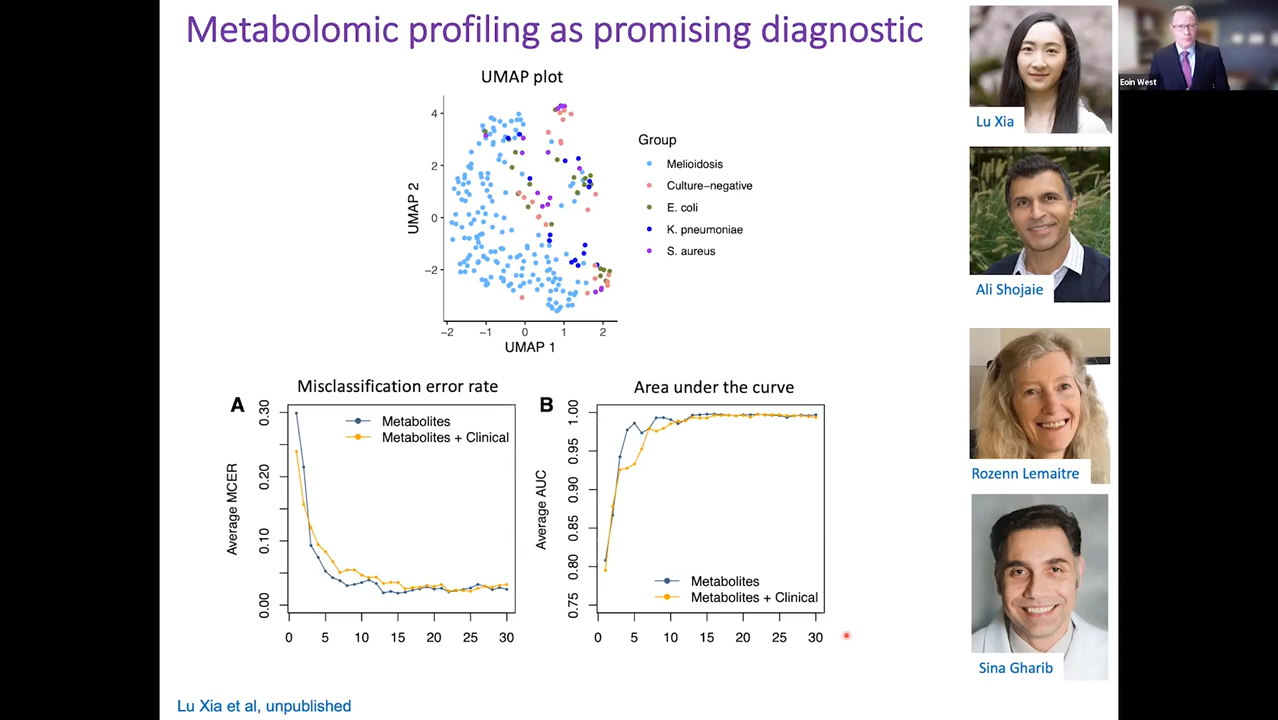 Metabolomic profiling as promising diagnostic
UMAP plot
4
2
0
−2
UMAP 2
−2 −1 0 1 2
UMAP 1
Group
Melioidosis
Culture−negative
E. coli
K. pneumoniae
S. aureus
A
Misclassification error rate
0.30
0.20
0.10
0.00
Average MCER
Metabolites
Metabolites + Clinical
0 5 10 15 20 25 30
B
Area under the curve
1.00
0.95
0.90
0.85
0.80
0.75
Average AUC
Metabolites
Metabolites + Clinical
0 5 10 15 20 25 30
Lu Xia et al, unpublished
Lu Xia
Ali Shojaie
Rozenn Lemaitre
Sina Gharib
Eoin West